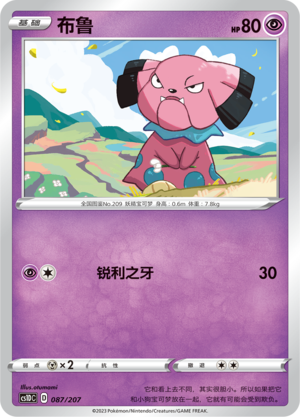 基础 布鲁 HP80
全国图鉴No.209 妖精宝可梦 身高：0.6m 体重：7.8kg
锐利之牙 30
弱点 ×2 抵抗力 撤退
Illus.otumami
CS1DC D 087/207
它和看上去不同，其实很胆小。所以如果把它
和小狗宝可梦放在一起，它就有可能会受到欺负。
©2023 Pokémon/Nintendo/Creatures/GAME FREAK.